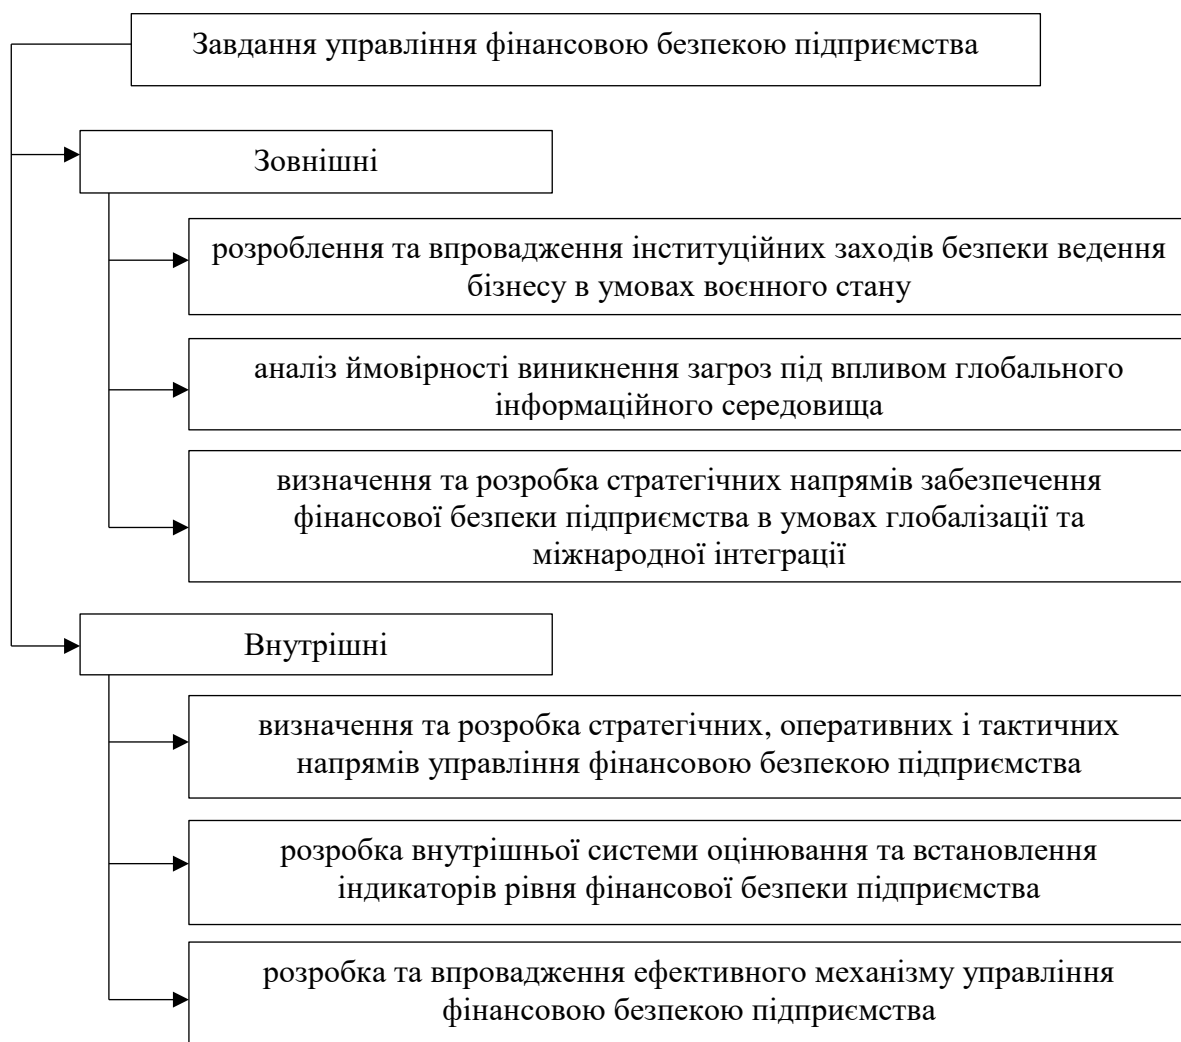 Завдання управління фінансовою безпекою підприємства
Зовнішні
розроблення та впровадження інституційних заходів безпеки ведення
бізнесу в умовах воєнного стану
аналіз ймовірності виникнення загроз під впливом глобального
інформаційного середовища
визначення та розробка стратегічних напрямів забезпечення
фінансової безпеки підприємства в умовах глобалізації та
міжнародної інтеграції
Внутрішні
визначення та розробка стратегічних, оперативних і тактичних
напрямів управління фінансовою безпекою підприємства
розробка внутрішньої системи оцінювання та встановлення
індикаторів рівня фінансової безпеки підприємства
розробка та впровадження ефективного механізму управління
фінансовою безпекою підприємства